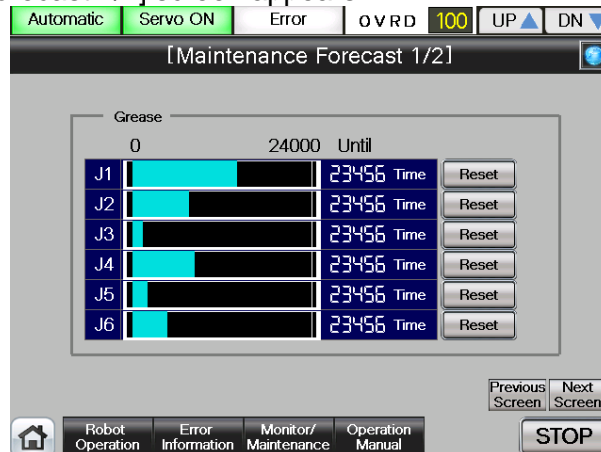 Automatic Servo ON Error OVRD 100 UP DN
[Maintenance Forecast 1/2]
Grease
0 24000 Until
J1 23456 Time Reset
J2 23456 Time Reset
J3 23456 Time Reset
J4 23456 Time Reset
J5 23456 Time Reset
J6 23456 Time Reset
Previous Screen Next Screen
Robot Operation Error Information Monitor/ Maintenance Operation Manual STOP